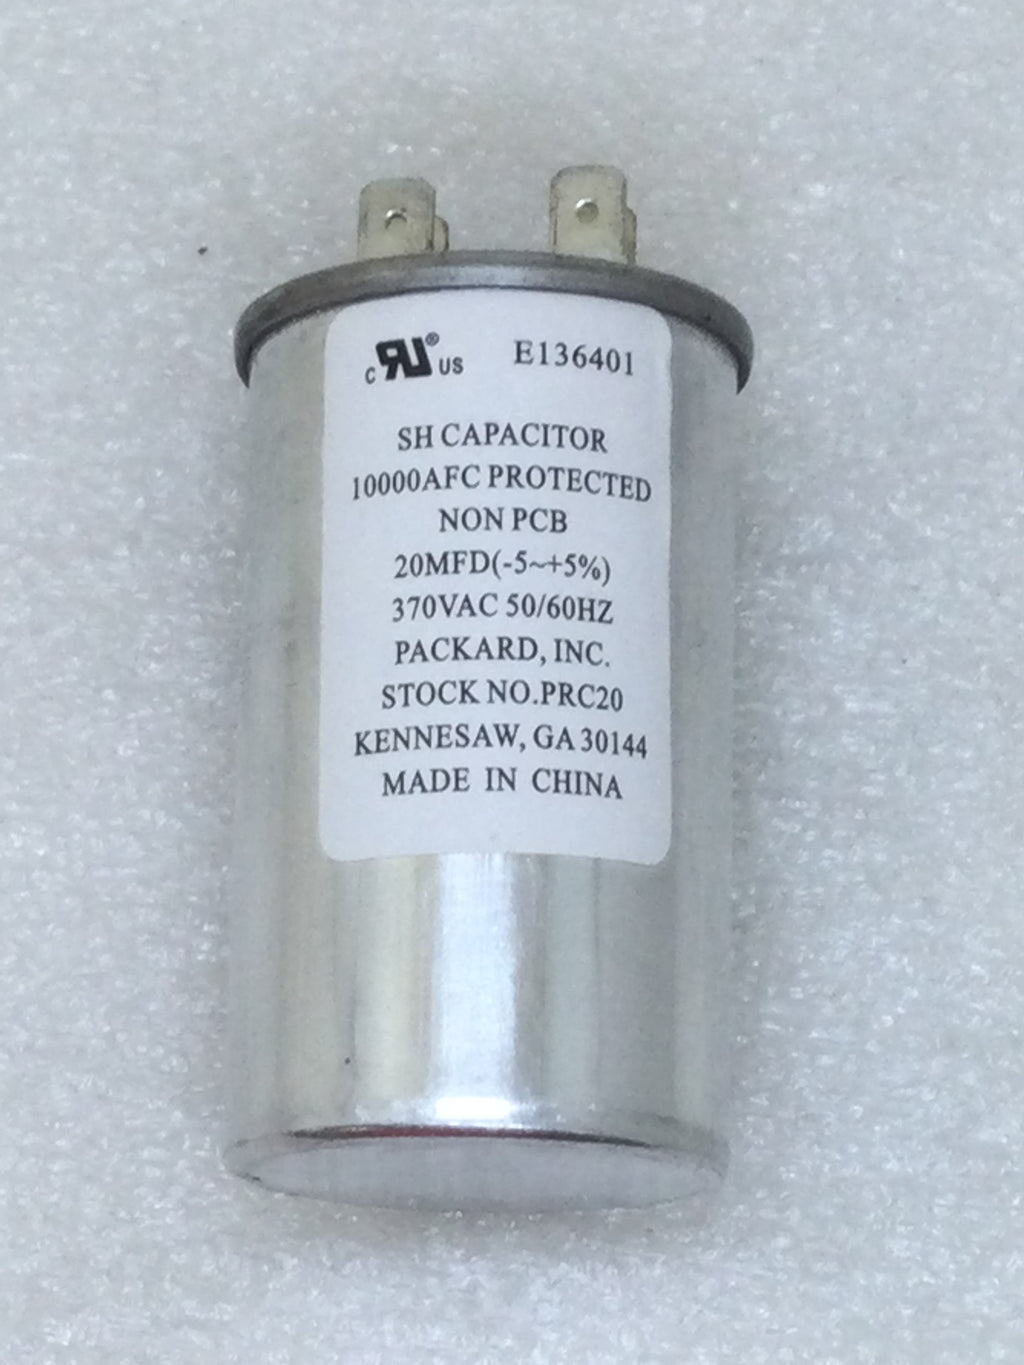 c RU® US E136401
SH CAPACITOR
10000AFC PROTECTED
NON PCB
20MFD(-5~+5%)
370VAC 50/60HZ
PACKARD, INC.
STOCK NO.PRC20
KENNESAW, GA 30144
MADE IN CHINA